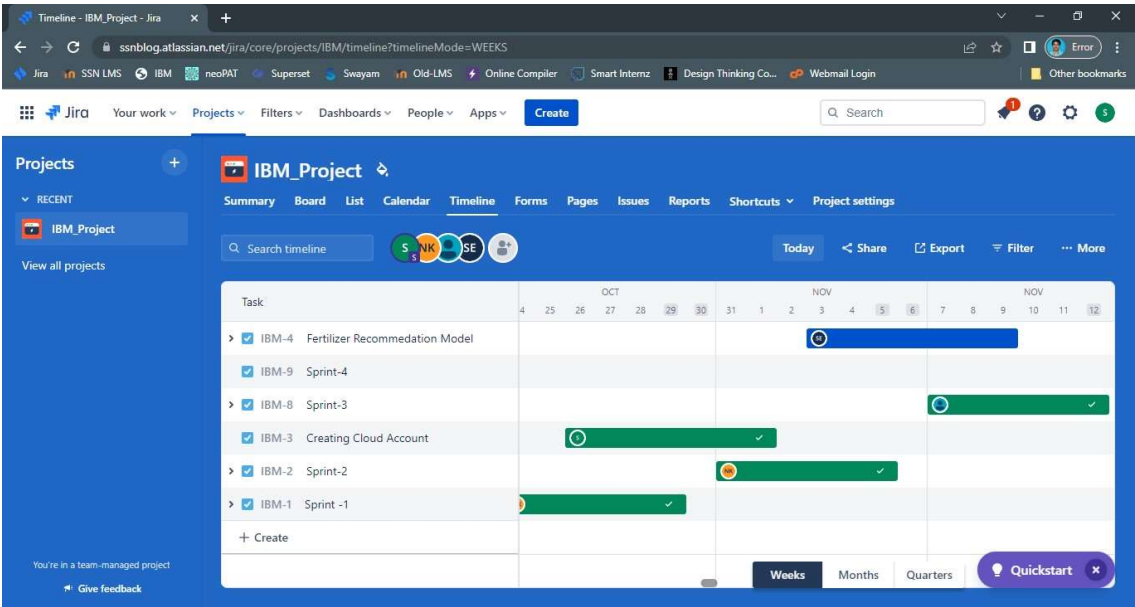 Timeline - IBM_Project - Jira
ssnblog.atlassian.net/jira/core/projects/IBM/timeline?timelineMode=WEEKS
Error
Jira SSN LMS IBM neoPAT Superset Swayam Old-LMS Online Compiler Smart Internz Design Thinking Co... Webmail Login Other bookmarks
Jira Your work Projects Filters Dashboards People Apps Create Search 1 S
Projects
RECENT
IBM_Project
View all projects
IBM_Project
Summary Board List Calendar Timeline Forms Pages Issues Reports Shortcuts Project settings
Search timeline S S NK SE Today Share Export Filter More
Task
OCT NOV NOV
4 25 26 27 28 29 30 31 1 2 3 4 5 6 7 8 9 10 11 12
IBM-4 Fertilizer Recommedation Model SE
IBM-9 Sprint-4
IBM-8 Sprint-3
IBM-3 Creating Cloud Account S
IBM-2 Sprint-2 NK
IBM-1 Sprint -1
+ Create
Weeks Months Quarters
Quickstart
You're in a team-managed project
Give feedback